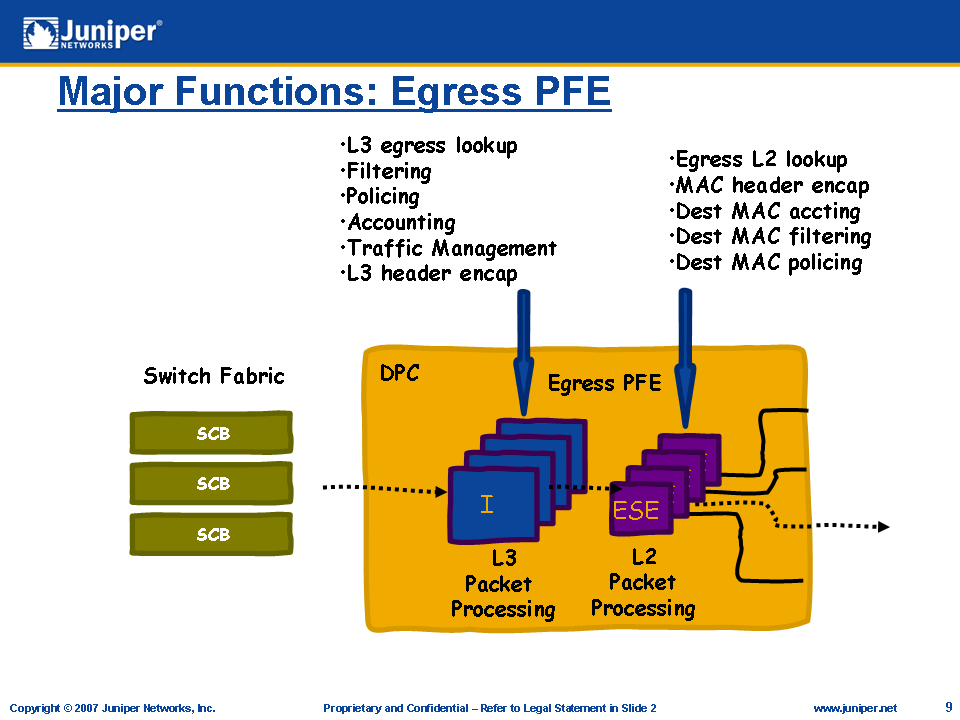 Juniper®
NETWORKS
Major Functions: Egress PFE
•L3 egress lookup
•Filtering
•Policing
•Accounting
•Traffic Management
•L3 header encap
•Egress L2 lookup
•MAC header encap
•Dest MAC accting
•Dest MAC filtering
•Dest MAC policing
Switch Fabric
SCB
SCB
SCB
DPC
Egress PFE
I
ESE
L3
Packet
Processing
L2
Packet
Processing
Copyright © 2007 Juniper Networks, Inc.
Proprietary and Confidential – Refer to Legal Statement in Slide 2
www.juniper.net
9